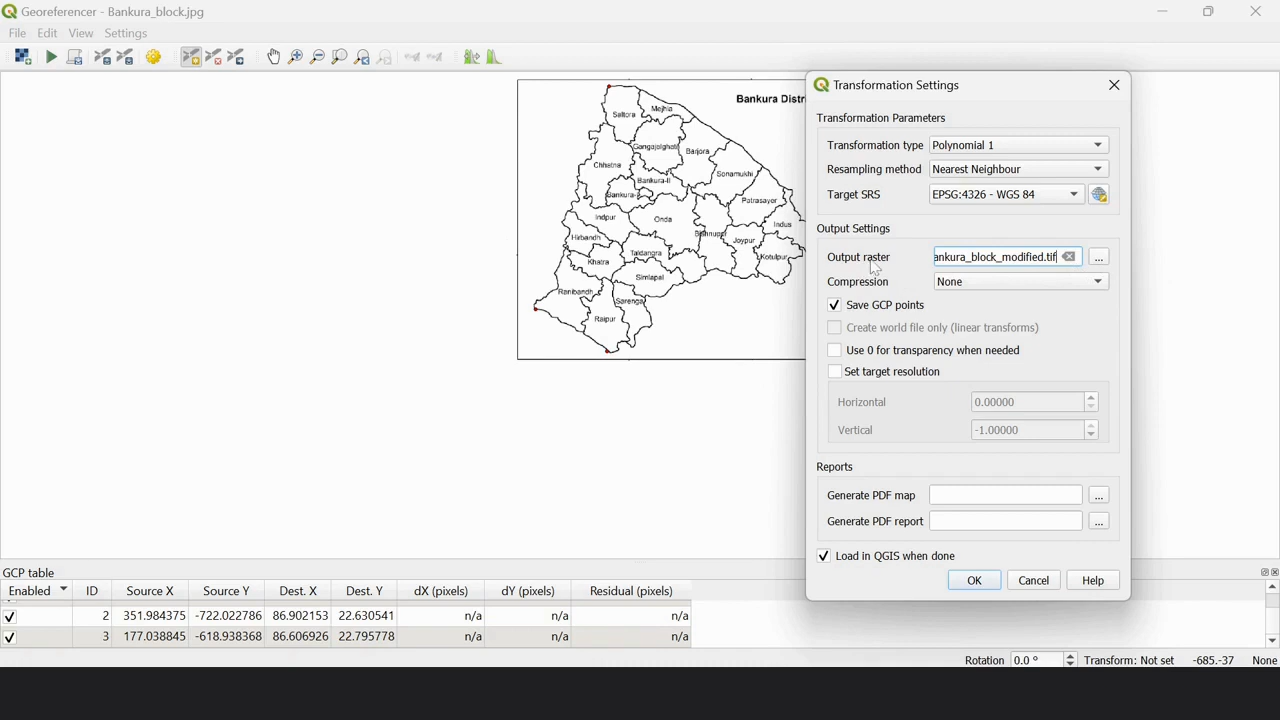 Georeferencer - Bankura_block.jpg
File Edit View Settings
Bankura Distri
Saltora
Mejhia
Gangajalghati
Barjora
Chhatna
Bankura-II
Sonamukhi
Patrasayer
Indpur
Onda
Indus
Bishnupur
Joypur
Hirbandh
Taldangra
Kotulpur
Khatra
Simlapal
Ranibandh
Sarenga
Raipur
Transformation Settings
Transformation Parameters
Transformation type Polynomial 1
Resampling method Nearest Neighbour
Target SRS EPSG:4326 - WGS 84
Output Settings
Output raster ankura_block_modified.tif ...
Compression None
Save GCP points
Create world file only (linear transforms)
Use 0 for transparency when needed
Set target resolution
Horizontal 0.00000
Vertical -1.00000
Reports
Generate PDF map ...
Generate PDF report ...
Load in QGIS when done
OK Cancel Help
GCP table
Enabled ID Source X Source Y Dest. X Dest. Y dX (pixels) dY (pixels) Residual (pixels)
2 351.984375 -722.022786 86.902153 22.630541 n/a n/a n/a
3 177.038845 -618.938368 86.606926 22.795778 n/a n/a n/a
Rotation 0.0 ° Transform: Not set -685.-37 None